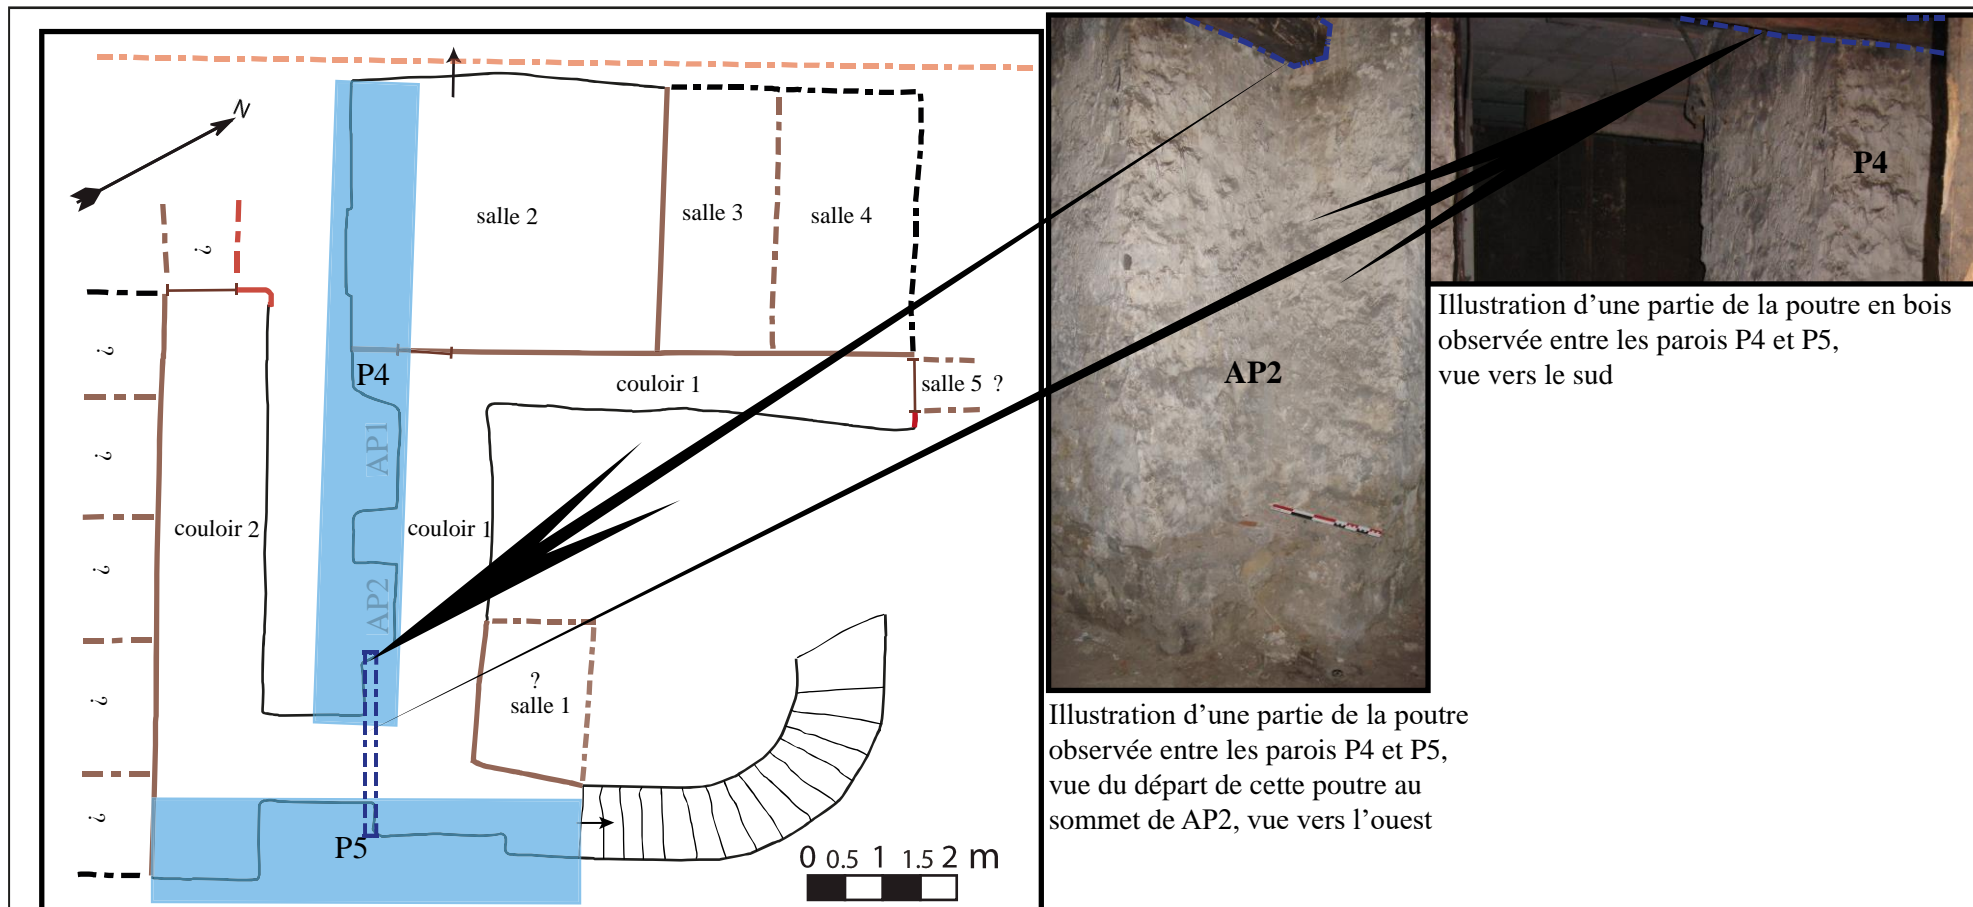 N
salle 2
salle 3
salle 4
?
P4
couloir 1
salle 5 ?
AP1
?
?
couloir 2
couloir 1
?
AP2
?
?
salle 1
?
?
P5
0 0.5 1 1.5 2 m
AP2
Illustration d’une partie de la poutre
observée entre les parois P4 et P5,
vue du départ de cette poutre au
sommet de AP2, vue vers l’ouest
P4
Illustration d’une partie de la poutre en bois
observée entre les parois P4 et P5,
vue vers le sud